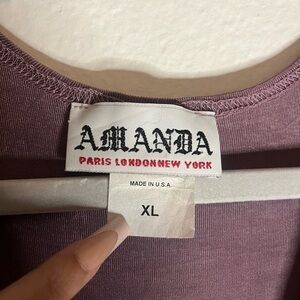 AMANDA
PARIS LONDONNEW YORK
MADE IN U.S.A.
XL